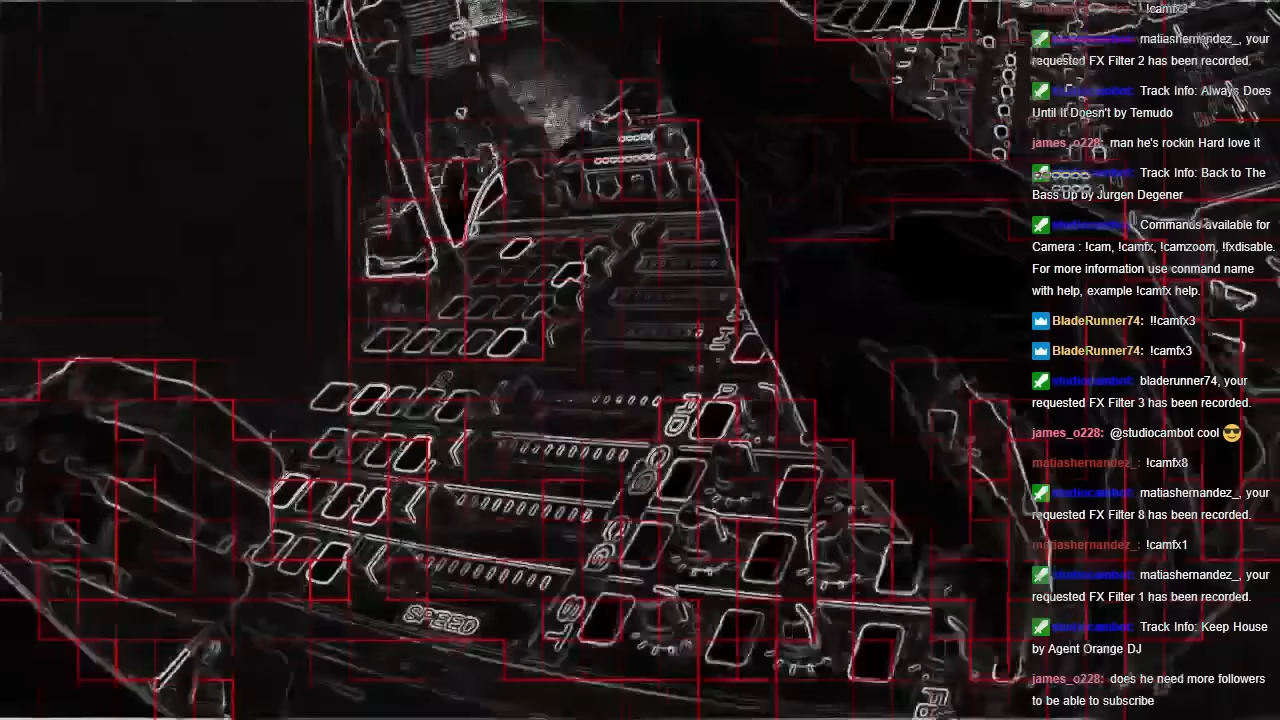 !camfx2
matiashernandez_, your
requested FX Filter 2 has been recorded.
Track Info: Always Does
Until It Doesn't by Temudo
james_o228: man he's rockin Hard love it
Track Info: Back to The
Bass Up by Jurgen Degener
Commands available for
Camera : !cam, !camfx, !camzoom, !fxdisable.
For more information use command name
with help, example !camfx help.
BladeRunner74: !!camfx3
BladeRunner74: !camfx3
studiocambot: bladerunner74, your
requested FX Filter 3 has been recorded.
james_o228: @studiocambot cool 😎
matiashernandez_: !camfx8
studiocambot: matiashernandez_, your
requested FX Filter 8 has been recorded.
matiashernandez_: !camfx1
studiocambot: matiashernandez_, your
requested FX Filter 1 has been recorded.
studiocambot: Track Info: Keep House
by Agent Orange DJ
james_o228: does he need more followers
to be able to subscribe
SPEED